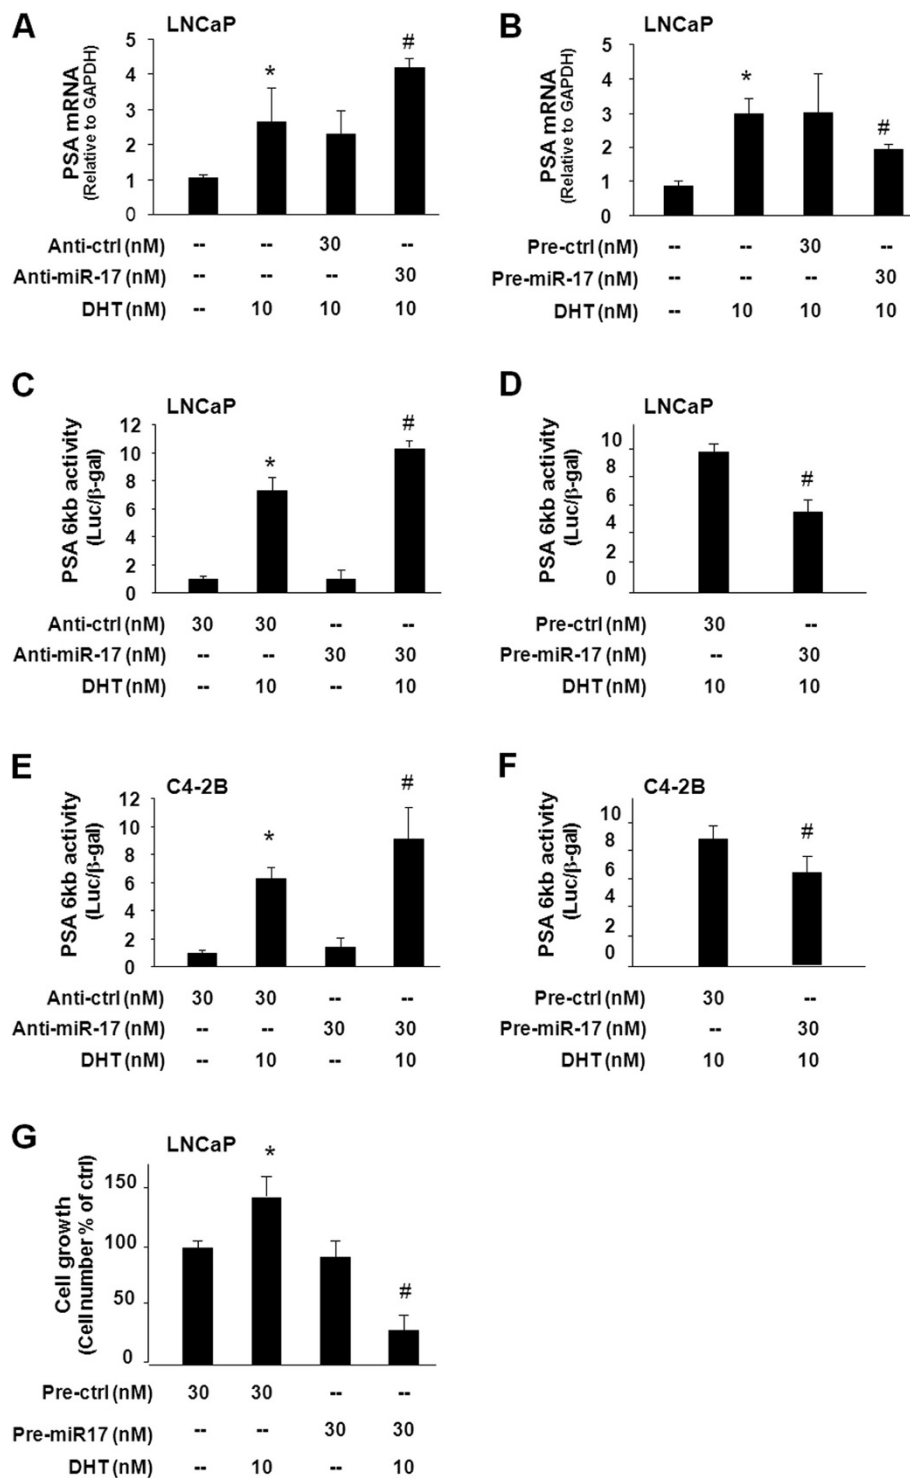 A
LNCaP
PSA mRNA
(Relative to GAPDH)
5
4
3
2
1
0
*
#
Anti-ctrl (nM) -- -- 30 --
Anti-miR-17 (nM) -- -- -- 30
DHT (nM) -- 10 10 10
B
LNCaP
PSA mRNA
(Relative to GAPDH)
5
4
3
2
1
0
*
#
Pre-ctrl (nM) -- -- 30 --
Pre-miR-17 (nM) -- -- -- 30
DHT (nM) -- 10 10 10
C
LNCaP
PSA 6kb activity
(Luc/β-gal)
12
10
8
6
4
2
0
*
#
Anti-ctrl (nM) 30 30 -- --
Anti-miR-17 (nM) -- -- 30 30
DHT (nM) -- 10 -- 10
D
LNCaP
PSA 6kb activity
(Luc/β-gal)
10
8
6
4
2
0
#
Pre-ctrl (nM) 30 --
Pre-miR-17 (nM) -- 30
DHT (nM) 10 10
E
C4-2B
PSA 6kb activity
(Luc/β-gal)
12
10
8
6
4
2
0
*
#
Anti-ctrl (nM) 30 30 -- --
Anti-miR-17 (nM) -- -- 30 30
DHT (nM) -- 10 -- 10
F
C4-2B
PSA 6kb activity
(Luc/β-gal)
10
8
6
4
2
0
#
Pre-ctrl (nM) 30 --
Pre-miR-17 (nM) -- 30
DHT (nM) 10 10
G
LNCaP
Cell growth
(Cell number % of ctrl)
150
100
50
0
*
#
Pre-ctrl (nM) 30 30 -- --
Pre-miR17 (nM) -- -- 30 30
DHT (nM) -- 10 -- 10